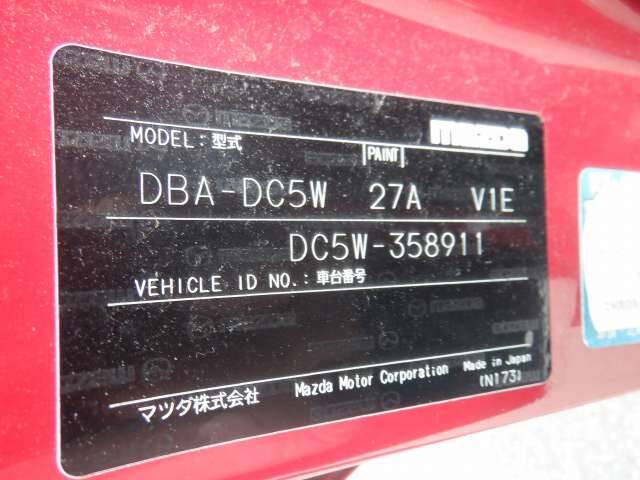 mazda
MODEL:型式
PAINT
DBA-DC5W 27A V1E
DC5W-358911
VEHICLE ID NO.:車台番号
マツダ株式会社 Mazda Motor Corporation Made in Japan
(N173)